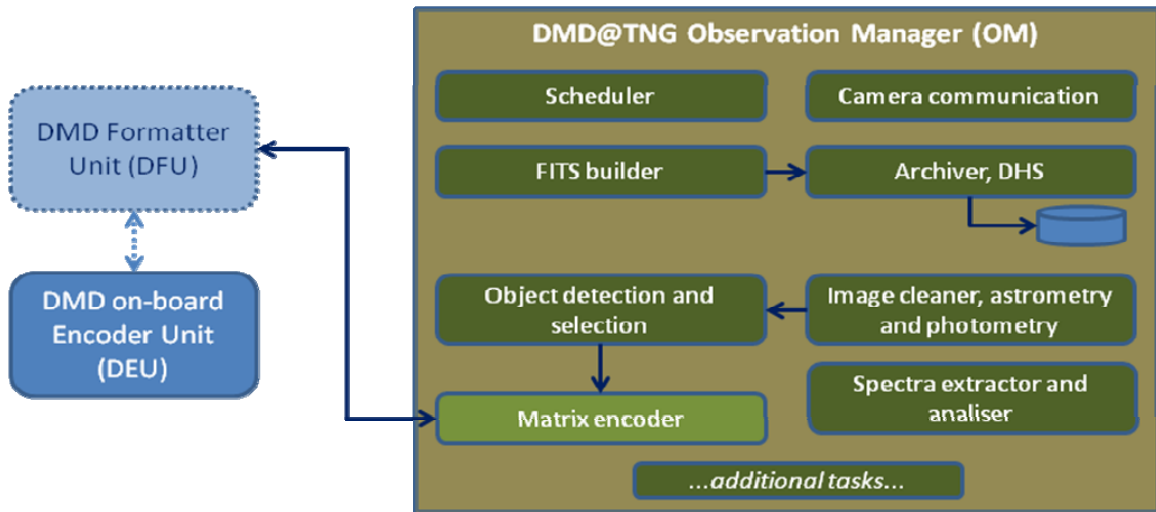 DMD@TNG Observation Manager (OM)
Scheduler
Camera communication
DMD Formatter
Unit (DFU)
FITS builder
Archiver, DHS
DMD on-board
Encoder Unit
(DEU)
Object detection and
selection
Image cleaner, astrometry
and photometry
Spectra extractor and
analiser
Matrix encoder
...additional tasks...